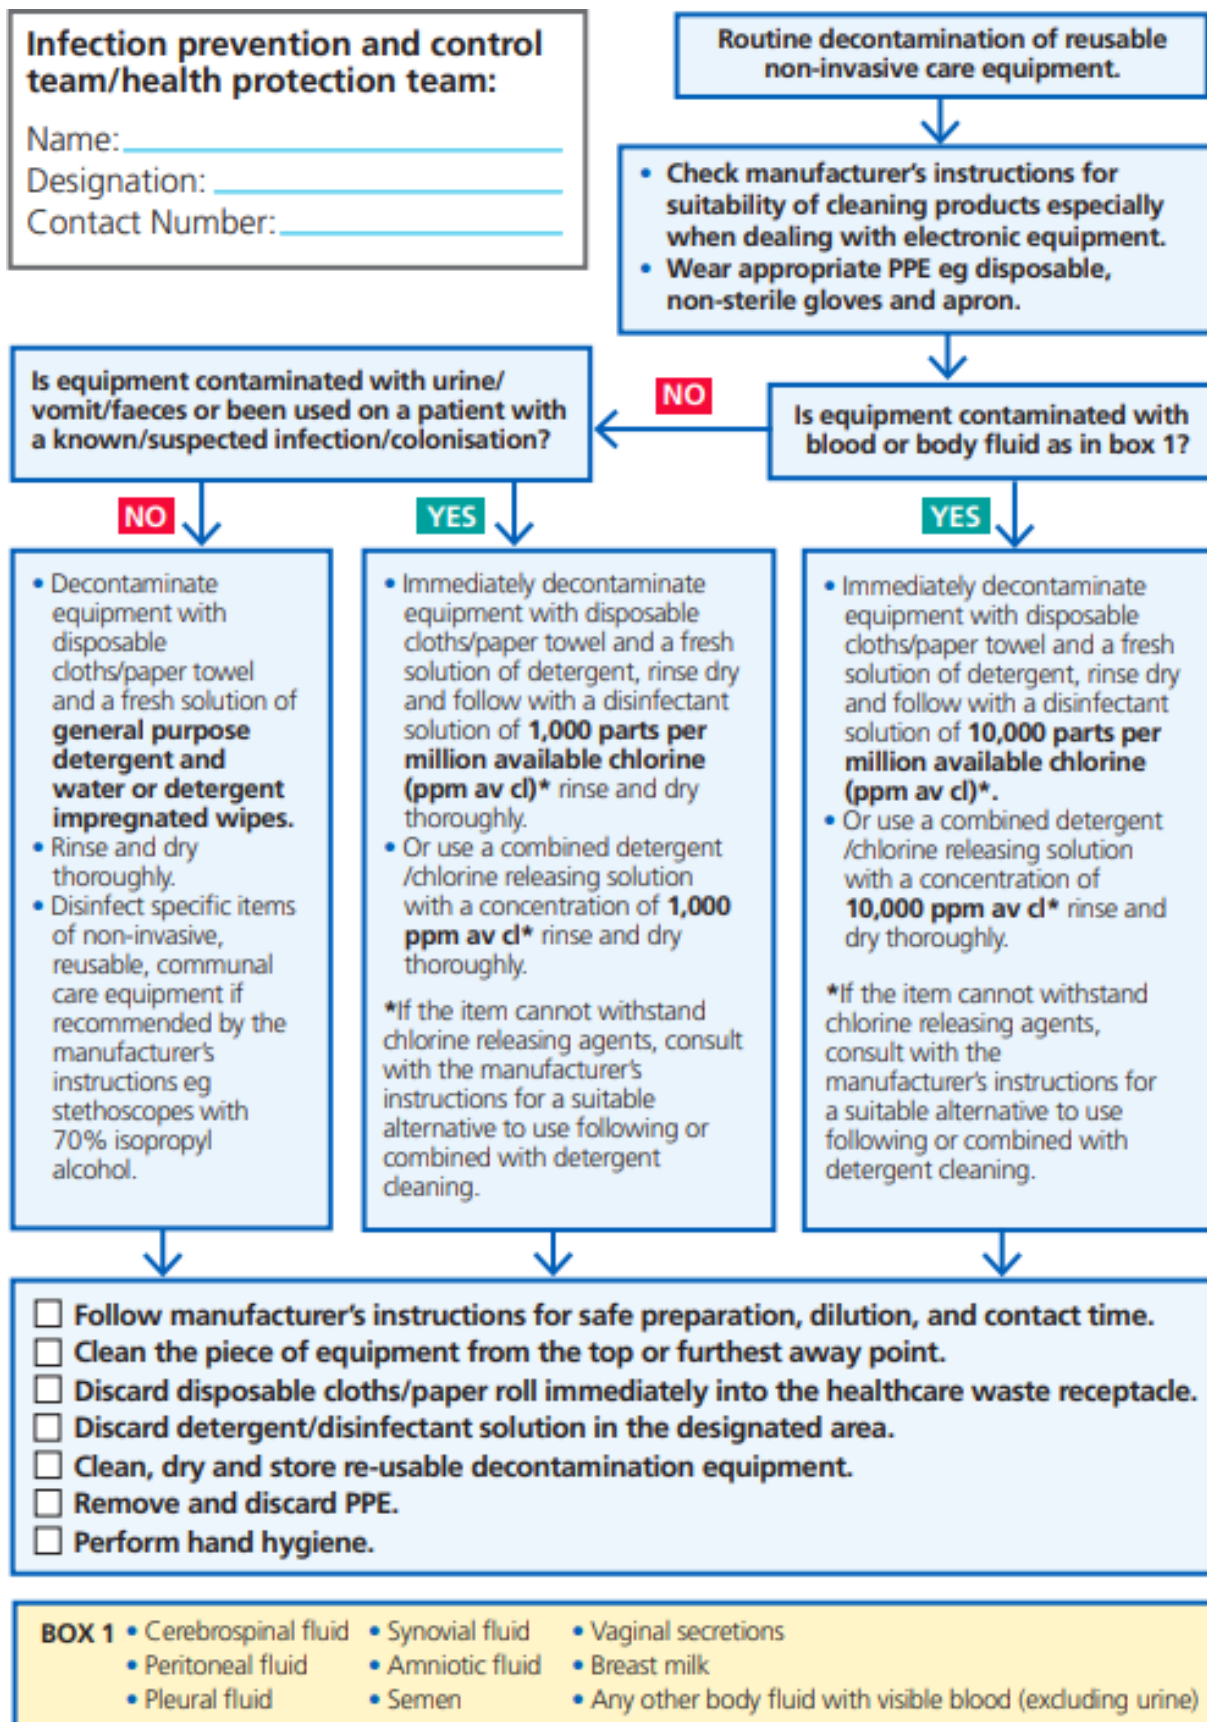 Infection prevention and control
team/health protection team:
Name:
Designation:
Contact Number:
Routine decontamination of reusable
non-invasive care equipment.
• Check manufacturer's instructions for
suitability of cleaning products especially
when dealing with electronic equipment.
• Wear appropriate PPE eg disposable,
non-sterile gloves and apron.
Is equipment contaminated with blood or body fluid as in box 1?
NO
Is equipment contaminated with urine/
vomit/faeces or been used on a patient with
a known/suspected infection/colonisation?
NO
YES
YES
• Decontaminate
equipment with
disposable
cloths/paper towel
and a fresh solution of
general purpose
detergent and
water or detergent
impregnated wipes.
• Rinse and dry
thoroughly.
• Disinfect specific items
of non-invasive,
reusable, communal
care equipment if
recommended by the
manufacturer's
instructions eg
stethoscopes with
70% isopropyl
alcohol.
• Immediately decontaminate
equipment with disposable
cloths/paper towel and a fresh
solution of detergent, rinse dry
and follow with a disinfectant
solution of 1,000 parts per
million available chlorine
(ppm av cl)* rinse and dry
thoroughly.
• Or use a combined detergent
/chlorine releasing solution
with a concentration of 1,000
ppm av cl* rinse and dry
thoroughly.
*If the item cannot withstand
chlorine releasing agents, consult
with the manufacturer's
instructions for a suitable
alternative to use following or
combined with detergent
cleaning.
• Immediately decontaminate
equipment with disposable
cloths/paper towel and a fresh
solution of detergent, rinse dry
and follow with a disinfectant
solution of 10,000 parts per
million available chlorine
(ppm av cl)*.
• Or use a combined detergent
/chlorine releasing solution
with a concentration of
10,000 ppm av cl* rinse and
dry thoroughly.
*If the item cannot withstand
chlorine releasing agents,
consult with the
manufacturer's instructions for
a suitable alternative to use
following or combined with
detergent cleaning.
Follow manufacturer's instructions for safe preparation, dilution, and contact time.
Clean the piece of equipment from the top or furthest away point.
Discard disposable cloths/paper roll immediately into the healthcare waste receptacle.
Discard detergent/disinfectant solution in the designated area.
Clean, dry and store re-usable decontamination equipment.
Remove and discard PPE.
Perform hand hygiene.
BOX 1 • Cerebrospinal fluid • Synovial fluid • Vaginal secretions
• Peritoneal fluid • Amniotic fluid • Breast milk
• Pleural fluid • Semen • Any other body fluid with visible blood (excluding urine)